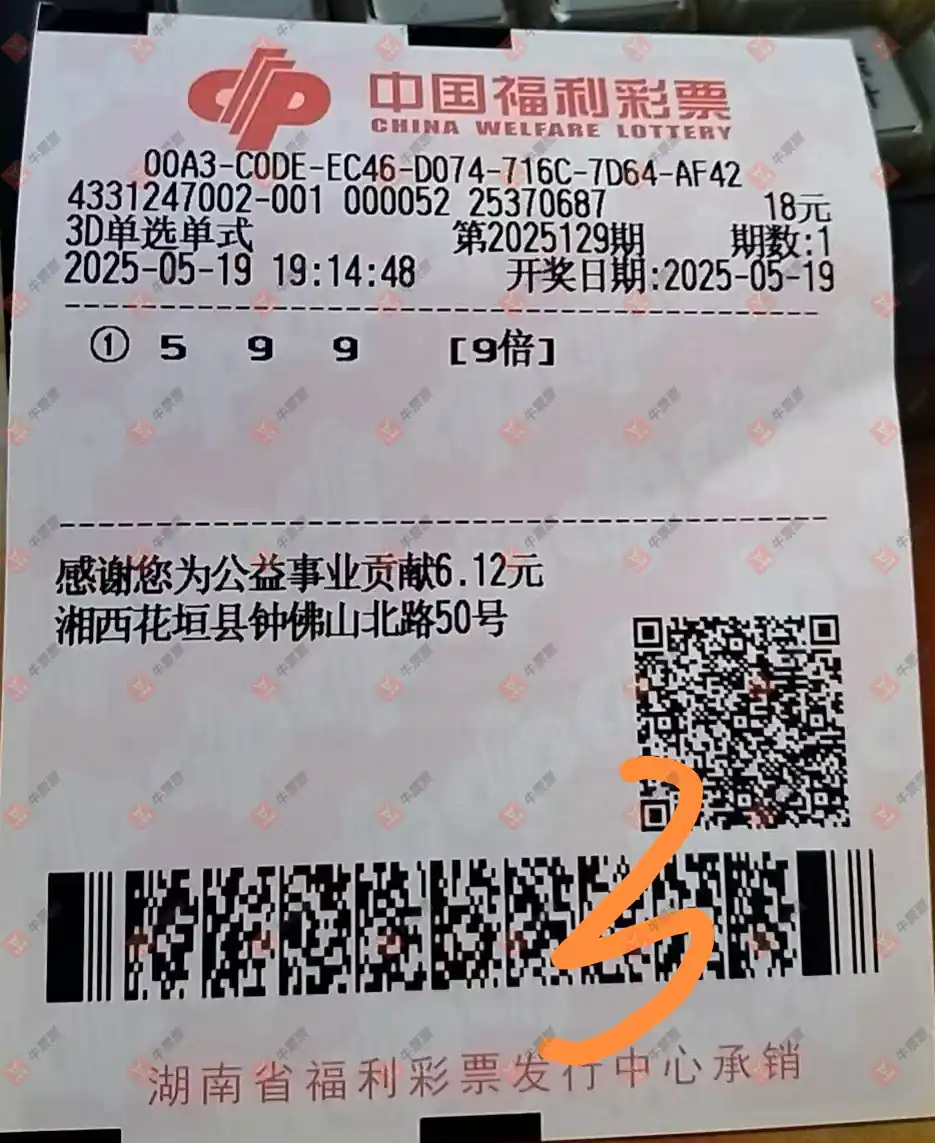 中国福利彩票
CHINA WELFARE LOTTERY
00A3-C0DE-EC46-D074-716C-7D64-AF42
4331247002-001 000052 25370687 18元
3D单选单式 第2025129期 期数:1
2025-05-19 19:14:48 开奖日期:2025-05-19
① 5 9 9 [9倍]
感谢您为公益事业贡献6.12元
湘西花垣县钟佛山北路50号
湖南省福利彩票发行中心承销
牛票票